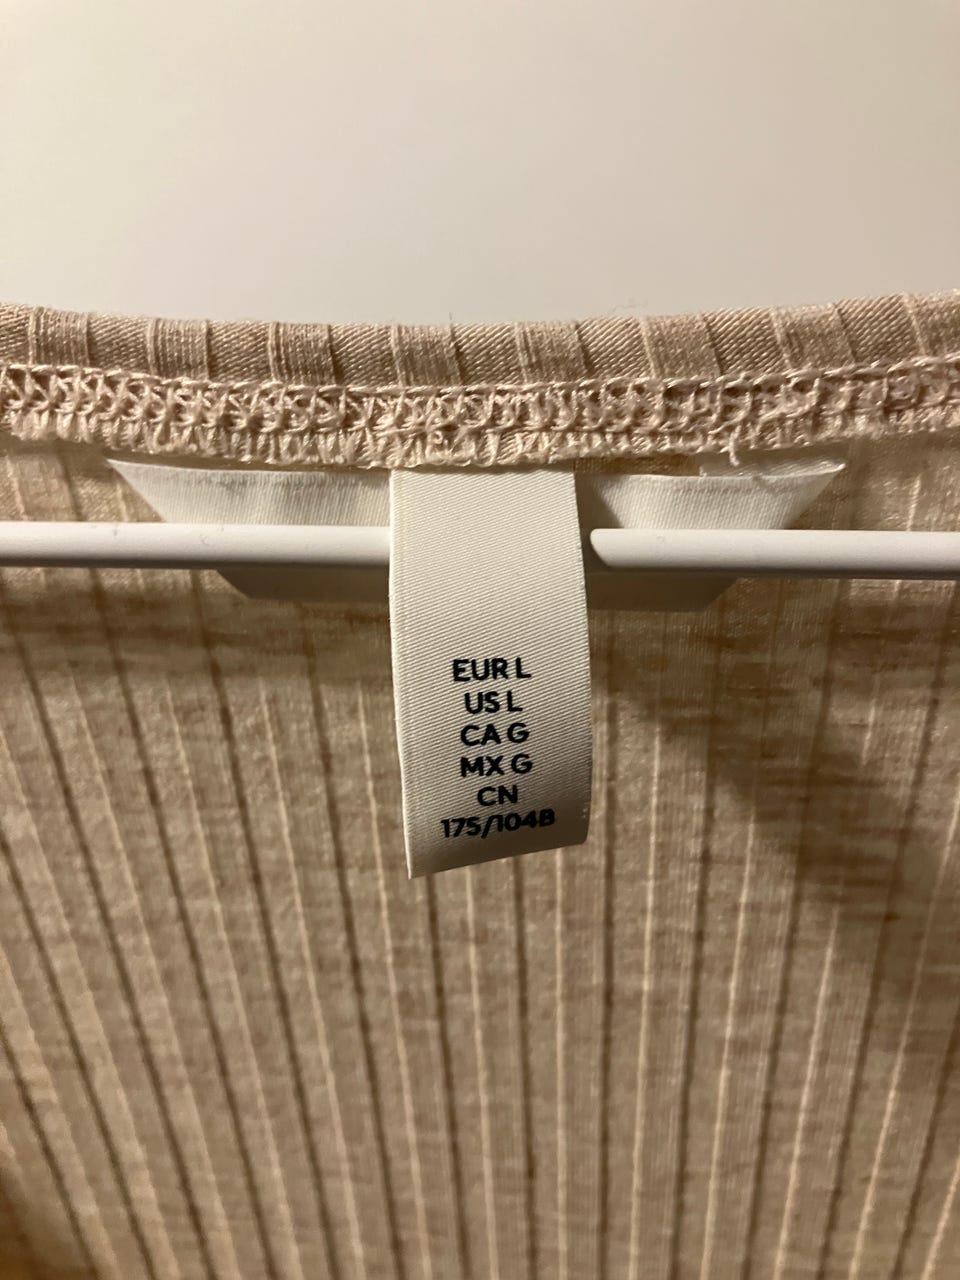 EUR L
US L
CA G
MX G
CN
175/104B